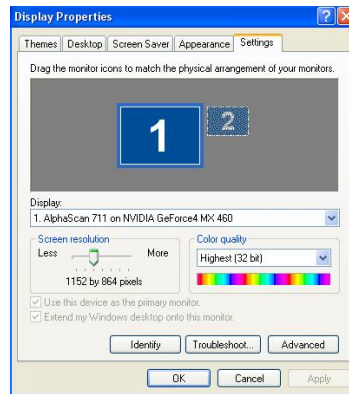 Display Properties
Themes Desktop Screen Saver Appearance Settings
Drag the monitor icons to match the physical arrangement of your monitors.
1 2
Display:
1. AlphaScan 711 on NVIDIA GeForce4 MX 460
Screen resolution
Less More
1152 by 864 pixels
Color quality
Highest (32 bit)
Use this device as the primary monitor.
Extend my Windows desktop onto this monitor.
Identify Troubleshoot... Advanced
OK Cancel Apply